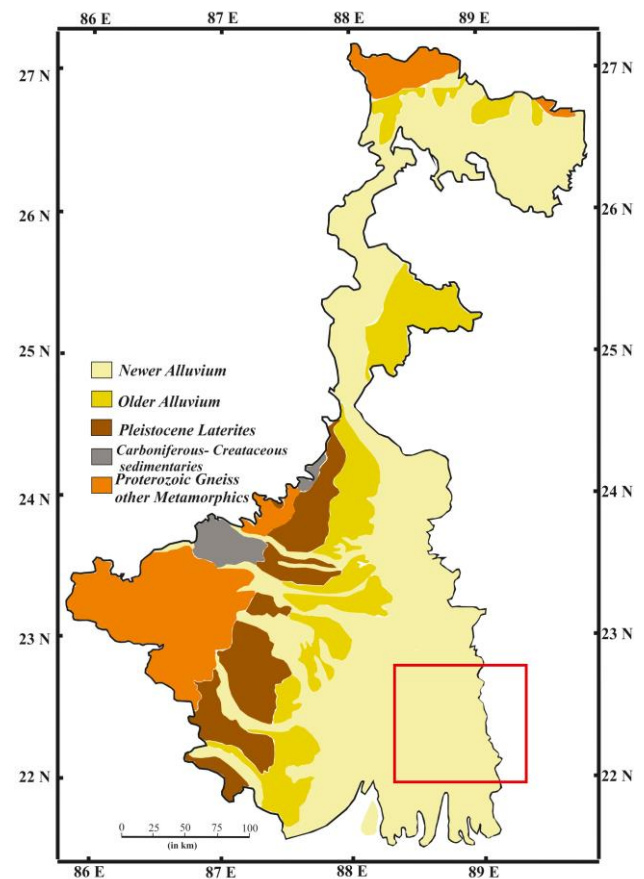 86 E 87 E 88 E 89 E
27 N 27 N
26 N 26 N
25 N 25 N
Newer Alluvium
Older Alluvium
Pleistocene Laterites
Carboniferous- Creataceous
sedimentaries
Proterozoic Gneiss
other Metamorphics
24 N 24 N
23 N 23 N
22 N 22 N
0 25 50 75 100
(in km)
86 E 87 E 88 E 89 E